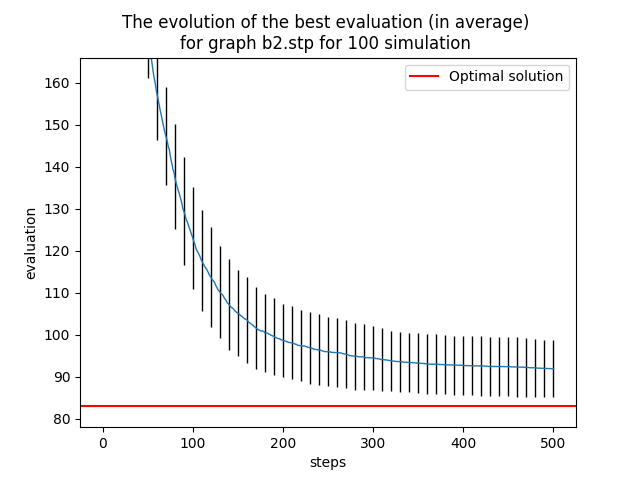 The evolution of the best evaluation (in average)
for graph b2.stp for 100 simulation
Optimal solution
160
150
140
130
120
110
100
90
80
evaluation
0 100 200 300 400 500
steps